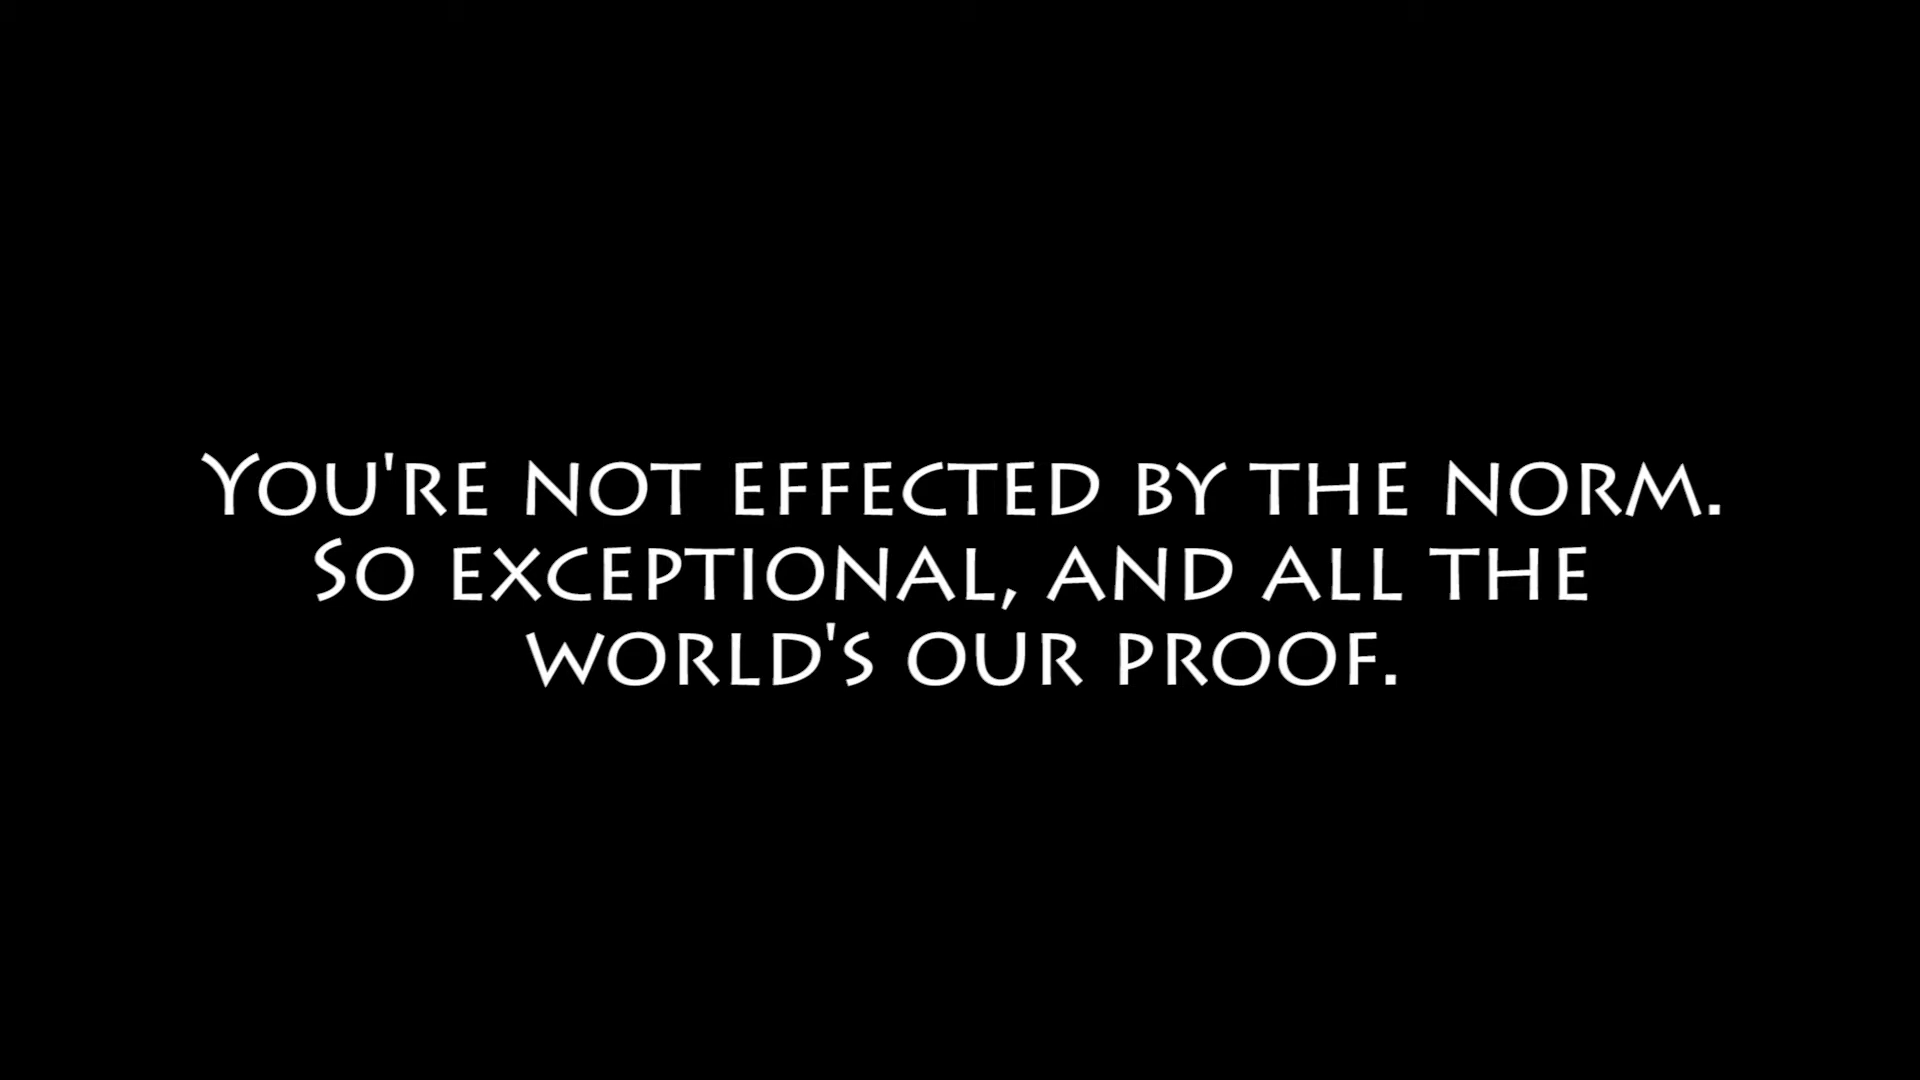 You're not effected by the norm.
So exceptional, and all the
world's our proof.